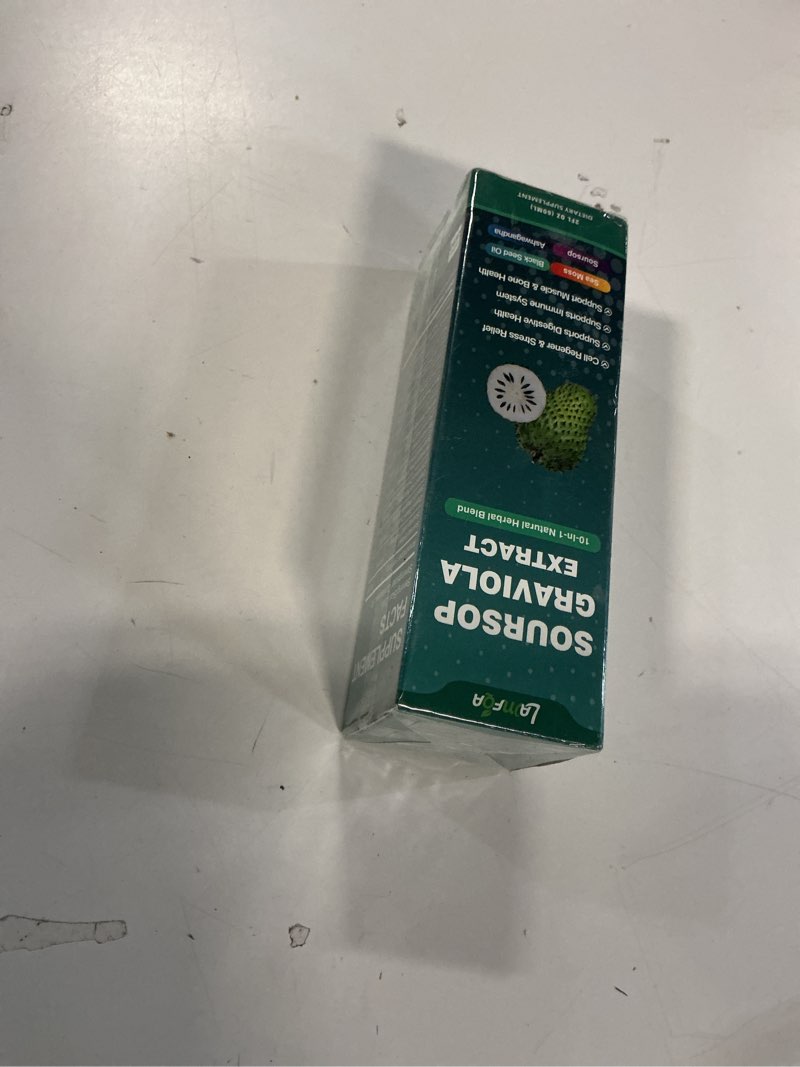 LAMFOA
SOURSOP
GRAVIOLA
EXTRACT
10-in-1 Natural Herbal Blend
Cell Regener & Stress Relief
Supports Digestive Health
Supports Immune System
Support Muscle & Bone Health
Sea Moss
Black Seed Oil
Soursop
Ashwagandha
2FL OZ (60ML)
DIETARY SUPPLEMENT
SUPPLEMENT
FACTS